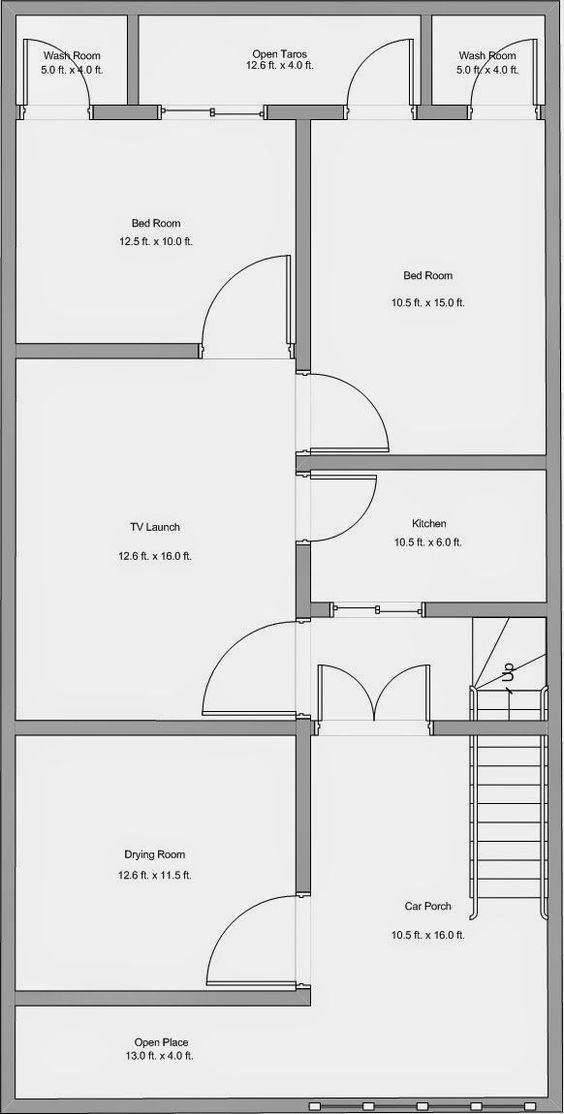 Wash Room
5.0 ft. x 4.0 ft.
Open Taros
12.6 ft. x 4.0 ft.
Wash Room
5.0 ft. x 4.0 ft.
Bed Room
12.5 ft. x 10.0 ft.
Bed Room
10.5 ft. x 15.0 ft.
TV Launch
12.6 ft. x 16.0 ft.
Kitchen
10.5 ft. x 6.0 ft.
Up
Drying Room
12.6 ft. x 11.5 ft.
Car Porch
10.5 ft. x 16.0 ft.
Open Place
13.0 ft. x 4.0 ft.